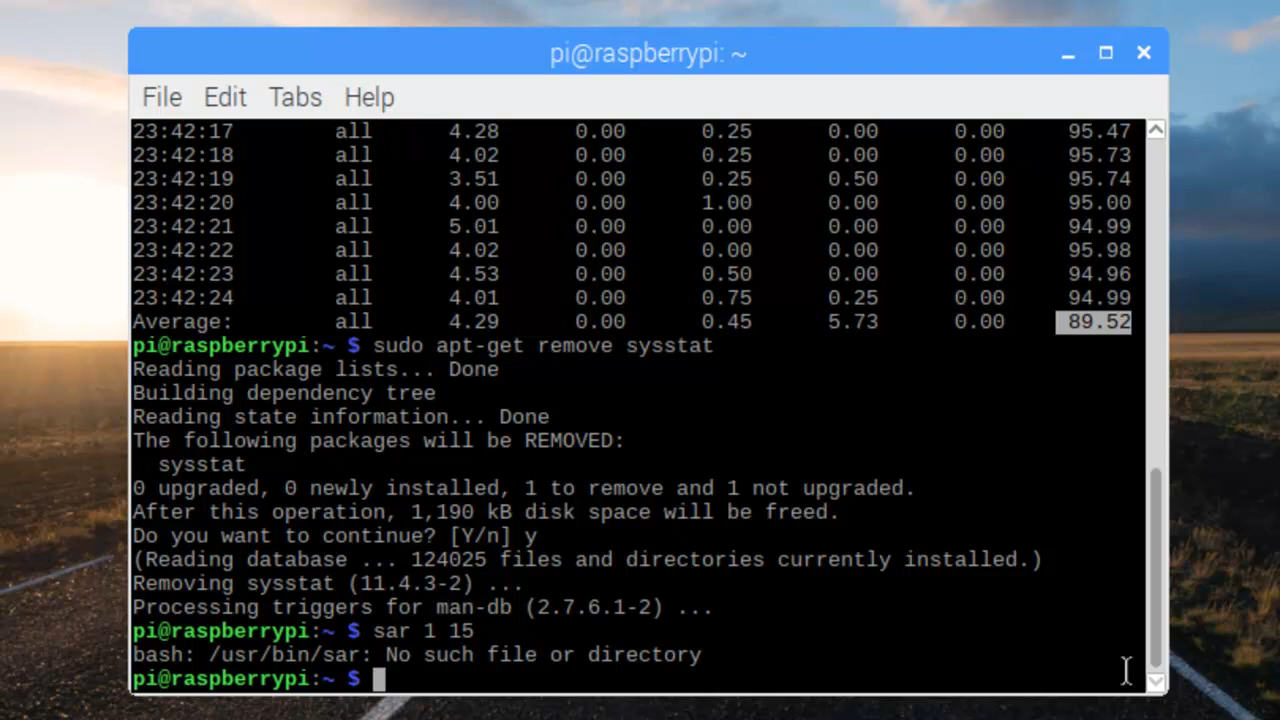 pi@raspberrypi: ~
File Edit Tabs Help
23:42:17 all 4.28 0.00 0.25 0.00 0.00 95.47
23:42:18 all 4.02 0.00 0.25 0.00 0.00 95.73
23:42:19 all 3.51 0.00 0.25 0.50 0.00 95.74
23:42:20 all 4.00 0.00 1.00 0.00 0.00 95.00
23:42:21 all 5.01 0.00 0.00 0.00 0.00 94.99
23:42:22 all 4.02 0.00 0.00 0.00 0.00 95.98
23:42:23 all 4.53 0.00 0.50 0.00 0.00 94.96
23:42:24 all 4.01 0.00 0.75 0.25 0.00 94.99
Average: all 4.29 0.00 0.45 5.73 0.00 89.52
pi@raspberrypi:~ $ sudo apt-get remove sysstat
Reading package lists... Done
Building dependency tree
Reading state information... Done
The following packages will be REMOVED:
sysstat
0 upgraded, 0 newly installed, 1 to remove and 1 not upgraded.
After this operation, 1,190 kB disk space will be freed.
Do you want to continue? [Y/n] y
(Reading database ... 124025 files and directories currently installed.)
Removing sysstat (11.4.3-2) ...
Processing triggers for man-db (2.7.6.1-2) ...
pi@raspberrypi:~ $ sar 1 15
bash: /usr/bin/sar: No such file or directory
pi@raspberrypi:~ $